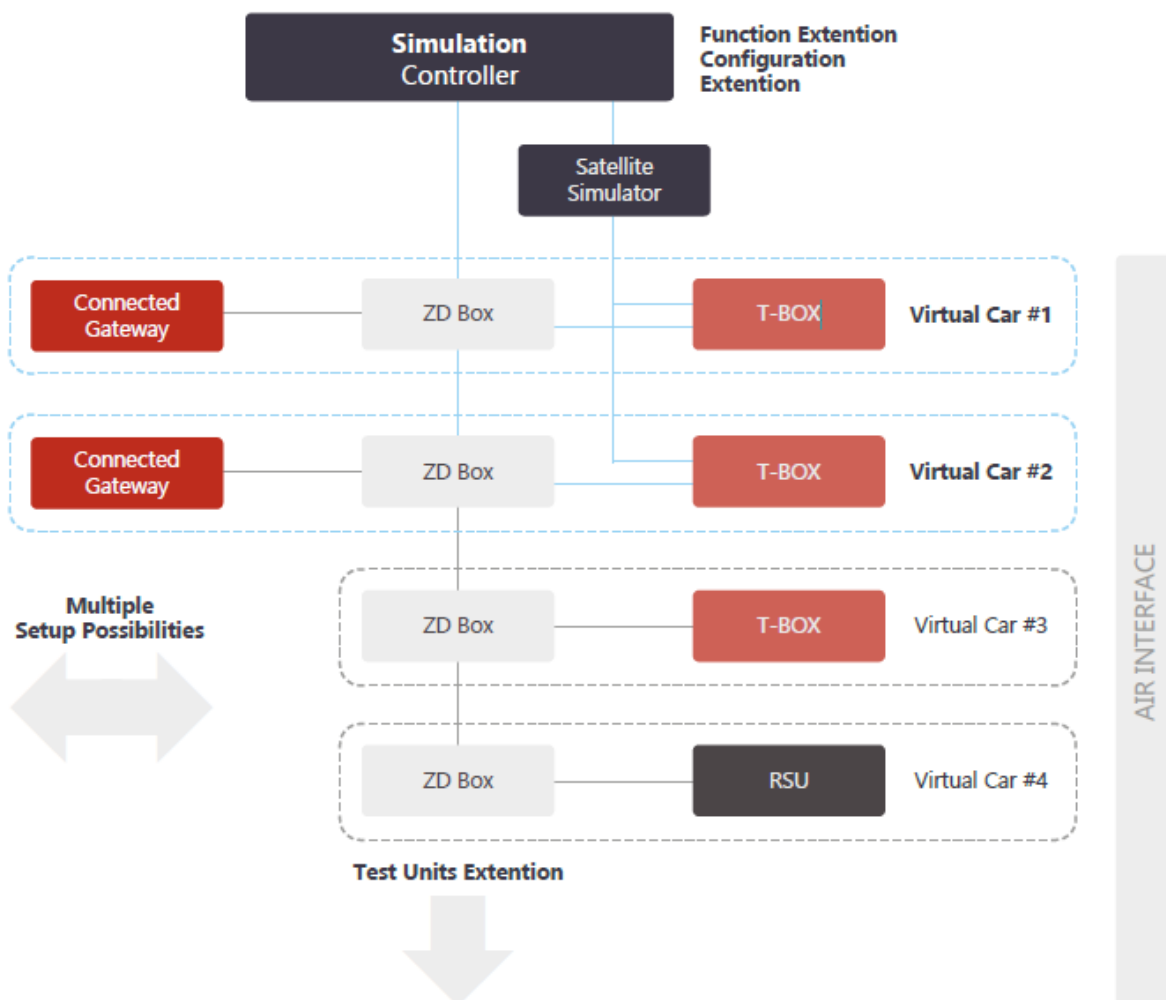 Simulation
Controller
Function Extention
Configuration
Extention
Satellite
Simulator
Connected
Gateway
ZD Box
T-BOX
Virtual Car #1
Connected
Gateway
ZD Box
T-BOX
Virtual Car #2
Multiple
Setup Possibilities
ZD Box
T-BOX
Virtual Car #3
ZD Box
RSU
Virtual Car #4
Test Units Extention
AIR INTERFACE